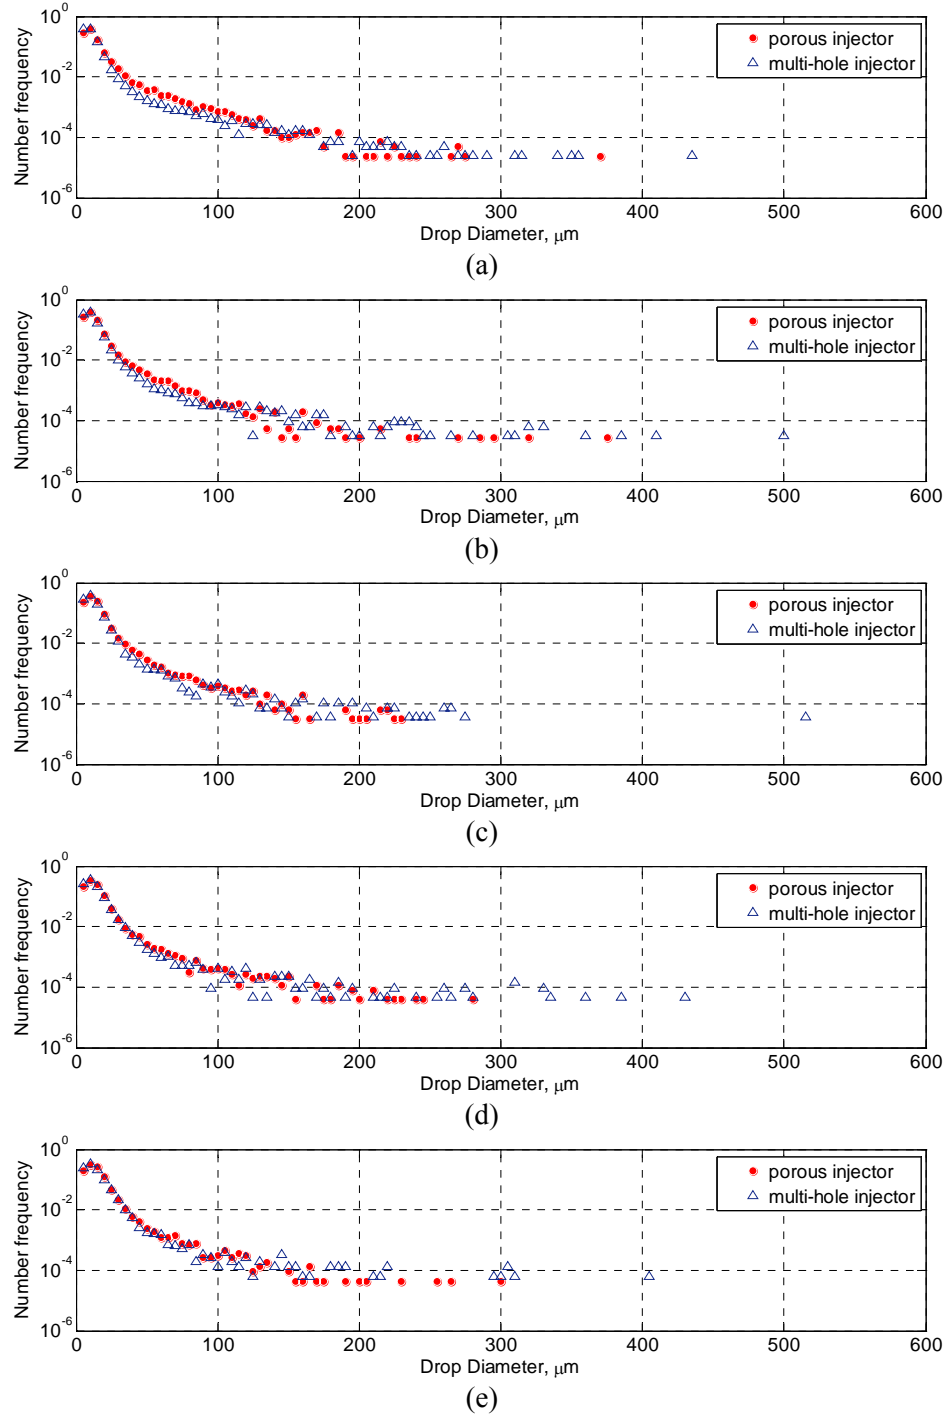 10^0
10^-2
10^-4
10^-6
Number frequency
porous injector
multi-hole injector
0 100 200 300 400 500 600
Drop Diameter, μm
(a)
10^0
10^-2
10^-4
10^-6
Number frequency
porous injector
multi-hole injector
0 100 200 300 400 500 600
Drop Diameter, μm
(b)
10^0
10^-2
10^-4
10^-6
Number frequency
porous injector
multi-hole injector
0 100 200 300 400 500 600
Drop Diameter, μm
(c)
10^0
10^-2
10^-4
10^-6
Number frequency
porous injector
multi-hole injector
0 100 200 300 400 500 600
Drop Diameter, μm
(d)
10^0
10^-2
10^-4
10^-6
Number frequency
porous injector
multi-hole injector
0 100 200 300 400 500 600
Drop Diameter, μm
(e)